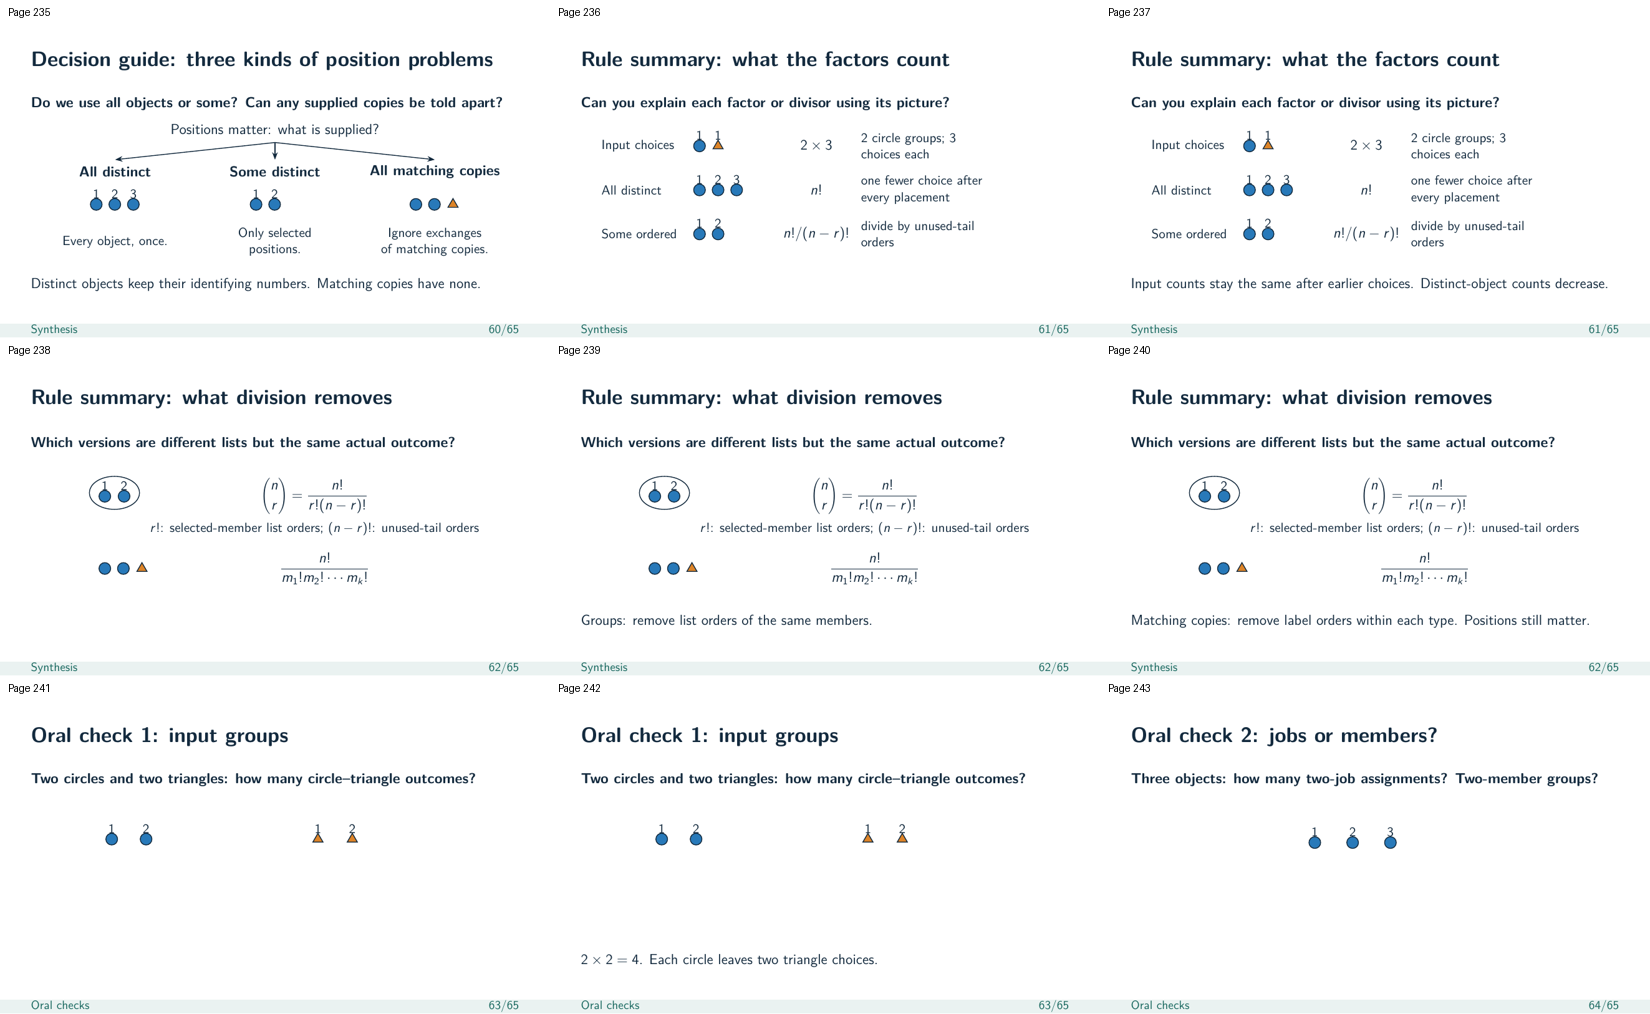 Page 235
Decision guide: three kinds of position problems
Do we use all objects or some? Can any supplied copies be told apart?
Positions matter: what is supplied?
All distinct
Some distinct
All matching copies
1 2 3
1 2
Every object, once.
Only selected
positions.
Ignore exchanges
of matching copies.
Distinct objects keep their identifying numbers. Matching copies have none.
Synthesis
60/65
Page 236
Rule summary: what the factors count
Can you explain each factor or divisor using its picture?
Input choices
1 1
2 × 3
2 circle groups; 3
choices each
All distinct
1 2 3
n!
one fewer choice after
every placement
Some ordered
1 2
n!/(n − r)!
divide by unused-tail
orders
Synthesis
61/65
Page 237
Rule summary: what the factors count
Can you explain each factor or divisor using its picture?
Input choices
1 1
2 × 3
2 circle groups; 3
choices each
All distinct
1 2 3
n!
one fewer choice after
every placement
Some ordered
1 2
n!/(n − r)!
divide by unused-tail
orders
Input counts stay the same after earlier choices. Distinct-object counts decrease.
Synthesis
61/65
Page 238
Rule summary: what division removes
Which versions are different lists but the same actual outcome?
1 2
(n r) = n! / r!(n − r)!
r!: selected-member list orders; (n − r)!: unused-tail orders
n! / m₁!m₂! · · · mₖ!
Synthesis
62/65
Page 239
Rule summary: what division removes
Which versions are different lists but the same actual outcome?
1 2
(n r) = n! / r!(n − r)!
r!: selected-member list orders; (n − r)!: unused-tail orders
n! / m₁!m₂! · · · mₖ!
Groups: remove list orders of the same members.
Synthesis
62/65
Page 240
Rule summary: what division removes
Which versions are different lists but the same actual outcome?
1 2
(n r) = n! / r!(n − r)!
r!: selected-member list orders; (n − r)!: unused-tail orders
n! / m₁!m₂! · · · mₖ!
Matching copies: remove label orders within each type. Positions still matter.
Synthesis
62/65
Page 241
Oral check 1: input groups
Two circles and two triangles: how many circle–triangle outcomes?
1 2
1 2
Oral checks
63/65
Page 242
Oral check 1: input groups
Two circles and two triangles: how many circle–triangle outcomes?
1 2
1 2
2 × 2 = 4. Each circle leaves two triangle choices.
Oral checks
63/65
Page 243
Oral check 2: jobs or members?
Three objects: how many two-job assignments? Two-member groups?
1 2 3
Oral checks
64/65